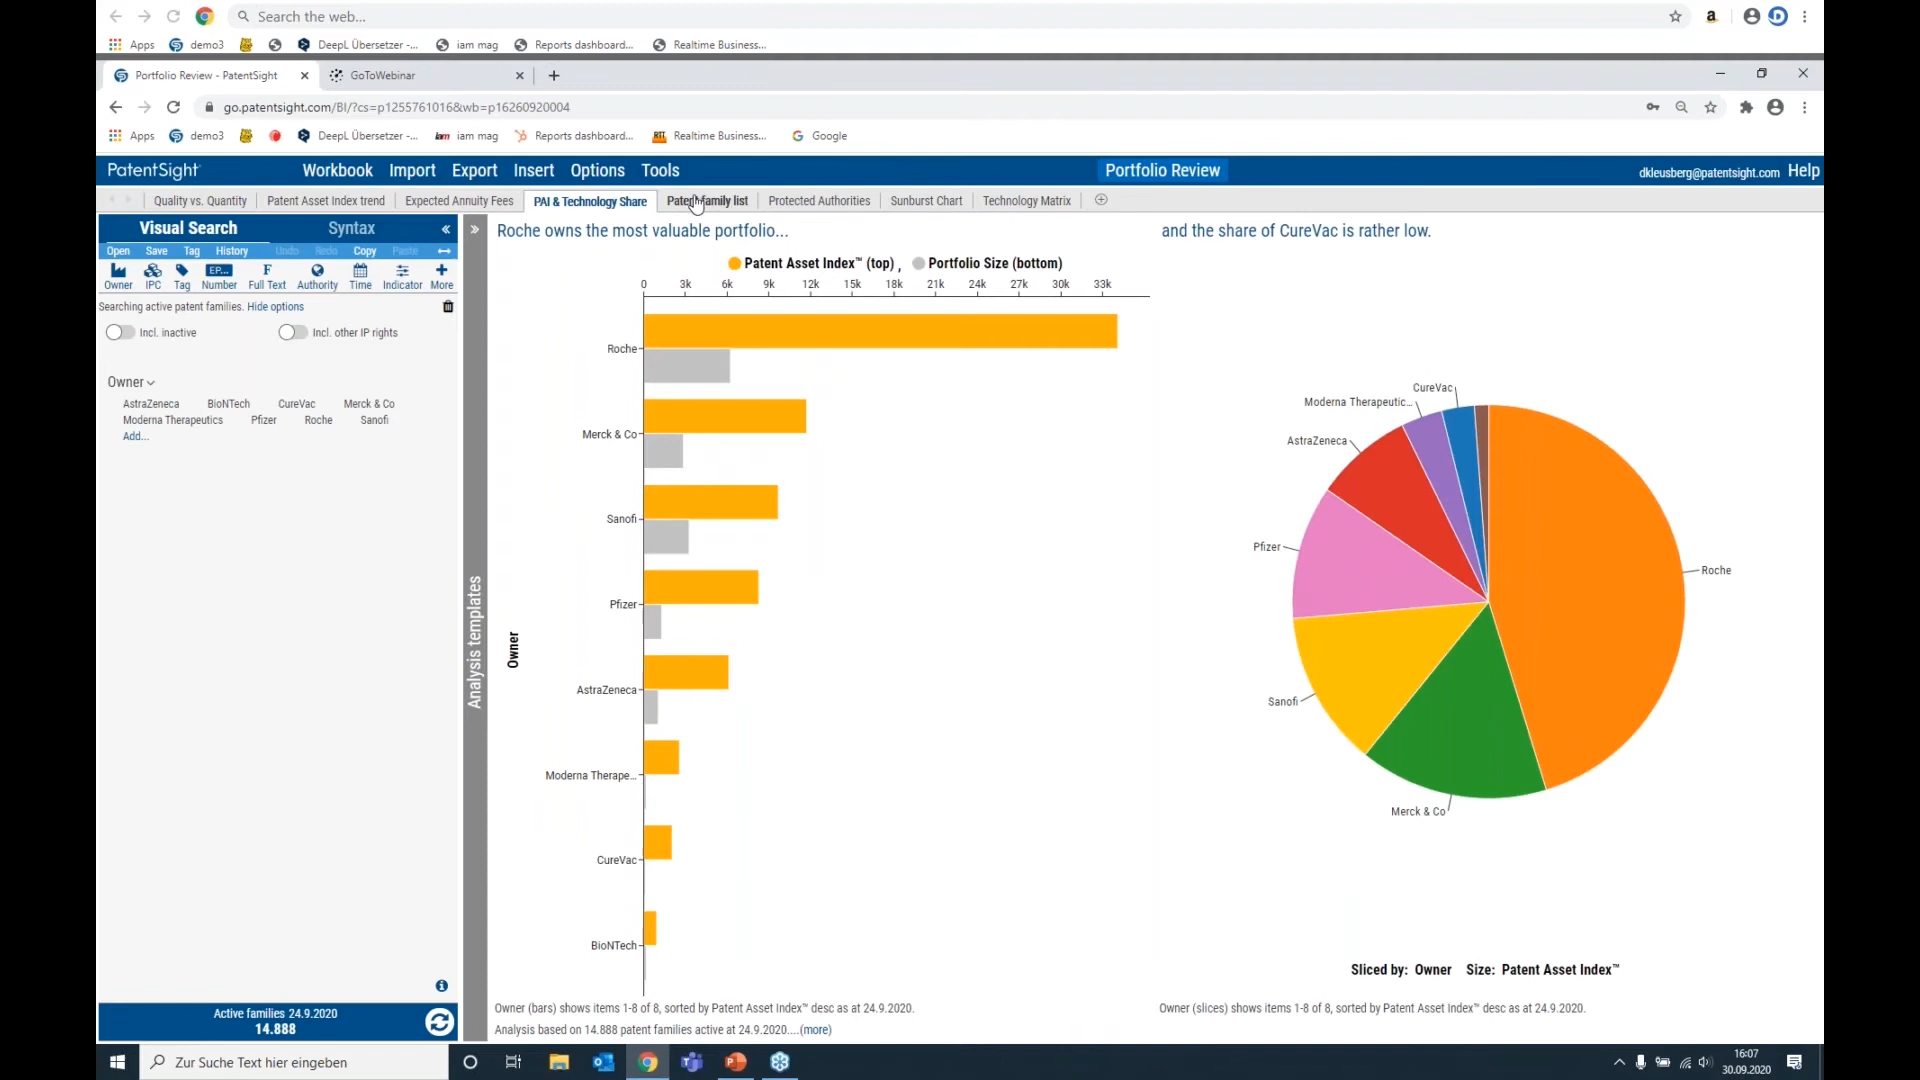 Search the web...
Apps demo3 DeepL Übersetzer -... iam mag Reports dashboard... Realtime Business...
Portfolio Review - PatentSight GoToWebinar
go.patentsight.com/BI/?cs=p1255761016&wb=p16260920004
Apps demo3 DeepL Übersetzer -... iam mag Reports dashboard... Realtime Business... Google
PatentSight Workbook Import Export Insert Options Tools Portfolio Review dkleusberg@patentsight.com Help
Quality vs. Quantity Patent Asset Index trend Expected Annuity Fees PAI & Technology Share Patent family list Protected Authorities Sunburst Chart Technology Matrix
Visual Search Syntax
Open Save Tag History Undo Redo Copy Paste
EP...
Owner IPC Tag Number Full Text Authority Time Indicator More
Searching active patent families. Hide options
Incl. inactive Incl. other IP rights
Owner
AstraZeneca BioNTech CureVac Merck & Co
Moderna Therapeutics Pfizer Roche Sanofi
Add...
Active families 24.9.2020
14.888
Analysis templates
Roche owns the most valuable portfolio...
Patent Asset Index™ (top) , Portfolio Size (bottom)
0 3k 6k 9k 12k 15k 18k 21k 24k 27k 30k 33k
Owner
Roche
Merck & Co
Sanofi
Pfizer
AstraZeneca
Moderna Therape...
CureVac
BioNTech
Owner (bars) shows items 1-8 of 8, sorted by Patent Asset Index™ desc as at 24.9.2020.
Analysis based on 14.888 patent families active at 24.9.2020....(more)
and the share of CureVac is rather low.
CureVac
Moderna Therapeutic...
AstraZeneca
Pfizer
Roche
Sanofi
Merck & Co
Sliced by: Owner Size: Patent Asset Index™
Owner (slices) shows items 1-8 of 8, sorted by Patent Asset Index™ desc as at 24.9.2020.
Zur Suche Text hier eingeben
16:07
30.09.2020